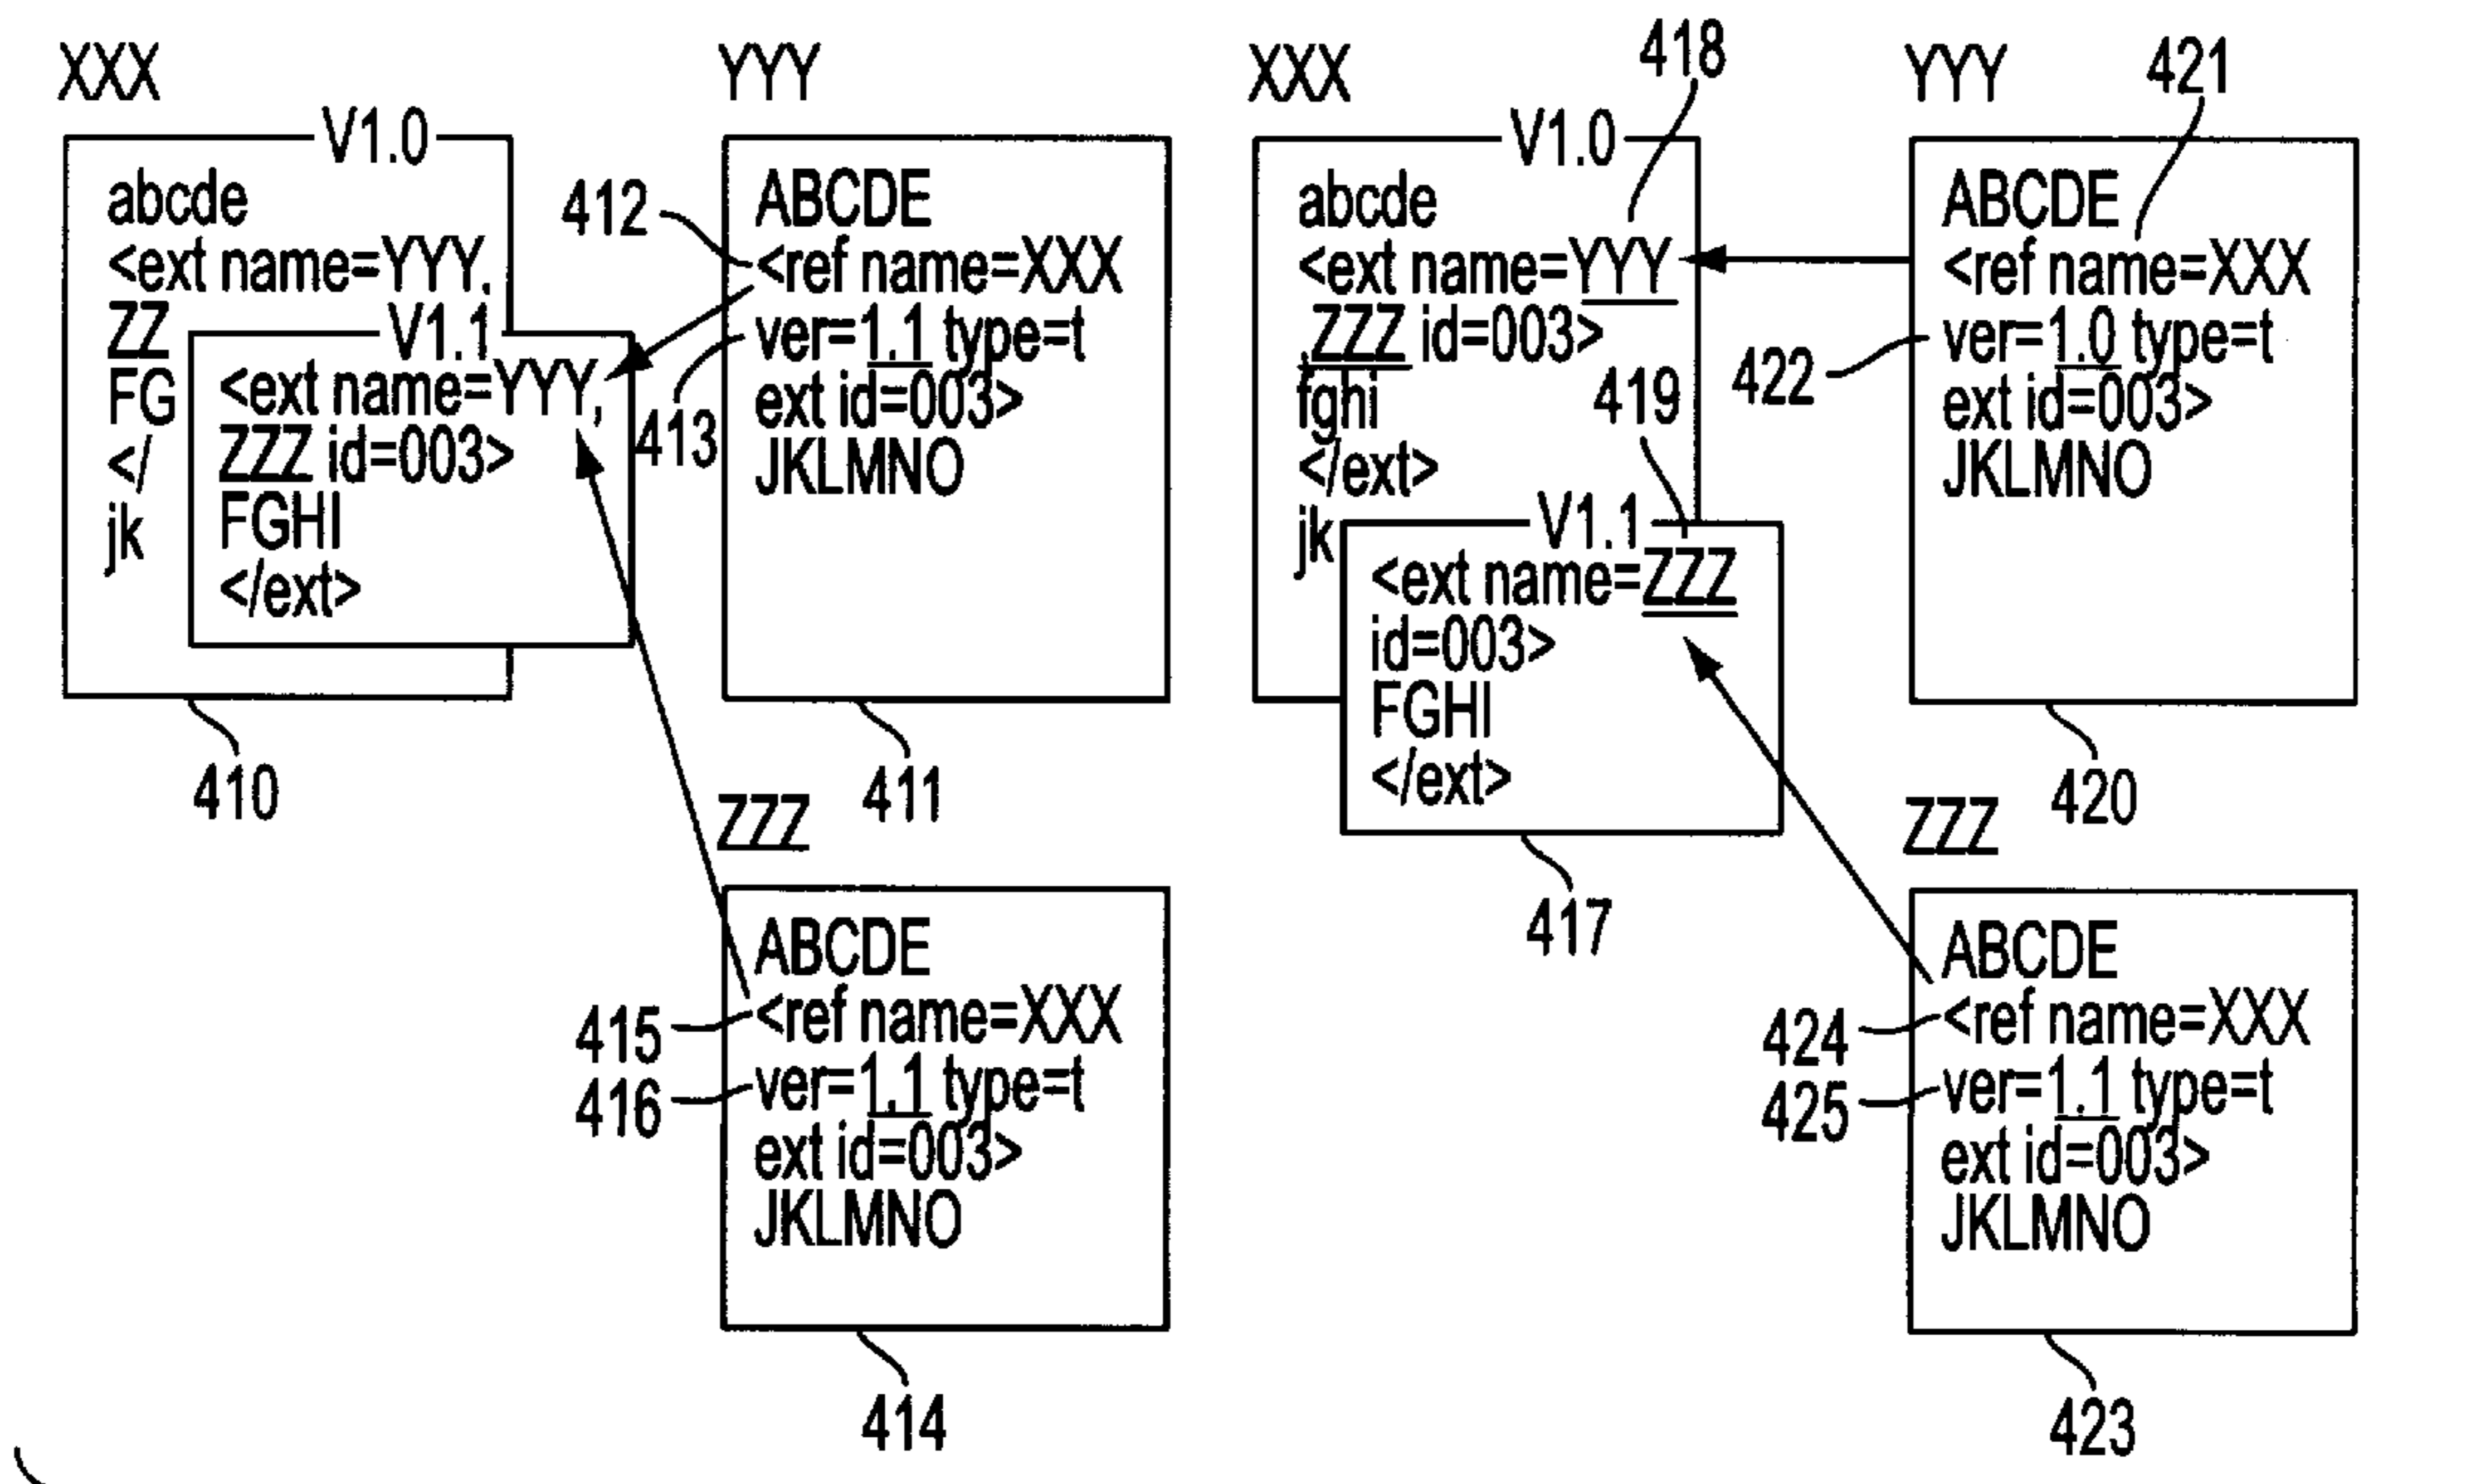 XXX
V1.0
abcde
<ext name=YYY,
ZZ
FG
</
jk
V1.1
<ext name=YYY,
ZZZ id=003>
FGHI
</ext>
410
YYY
412
413
ABCDE
<ref name=XXX
ver=1.1 type=t
ext id=003>
JKLMNO
411
ZZZ
415
416
ABCDE
<ref name=XXX
ver=1.1 type=t
ext id=003>
JKLMNO
414
XXX
418
V1.0
abcde
<ext name=YYY
,ZZZ id=003>
fghi
</ext>
jk
419
V1.1
<ext name=ZZZ
id=003>
FGHI
</ext>
417
YYY
421
422
ABCDE
<ref name=XXX
ver=1.0 type=t
ext id=003>
JKLMNO
420
ZZZ
424
425
ABCDE
<ref name=XXX
ver=1.1 type=t
ext id=003>
JKLMNO
423